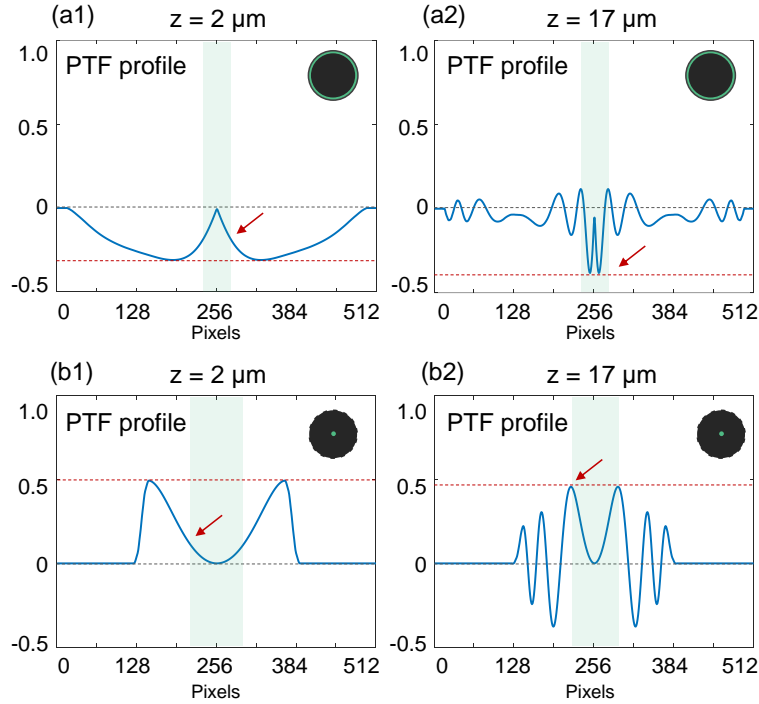 (a1)
z = 2 µm
(a2)
z = 17 µm
1.0
PTF profile
0.5
0
-0.5
0 128 256 384 512
Pixels
1.0
PTF profile
0.5
0
-0.5
0 128 256 384 512
Pixels
(b1)
z = 2 µm
(b2)
z = 17 µm
1.0
PTF profile
0.5
0
-0.5
0 128 256 384 512
Pixels
1.0
PTF profile
0.5
0
-0.5
0 128 256 384 512
Pixels